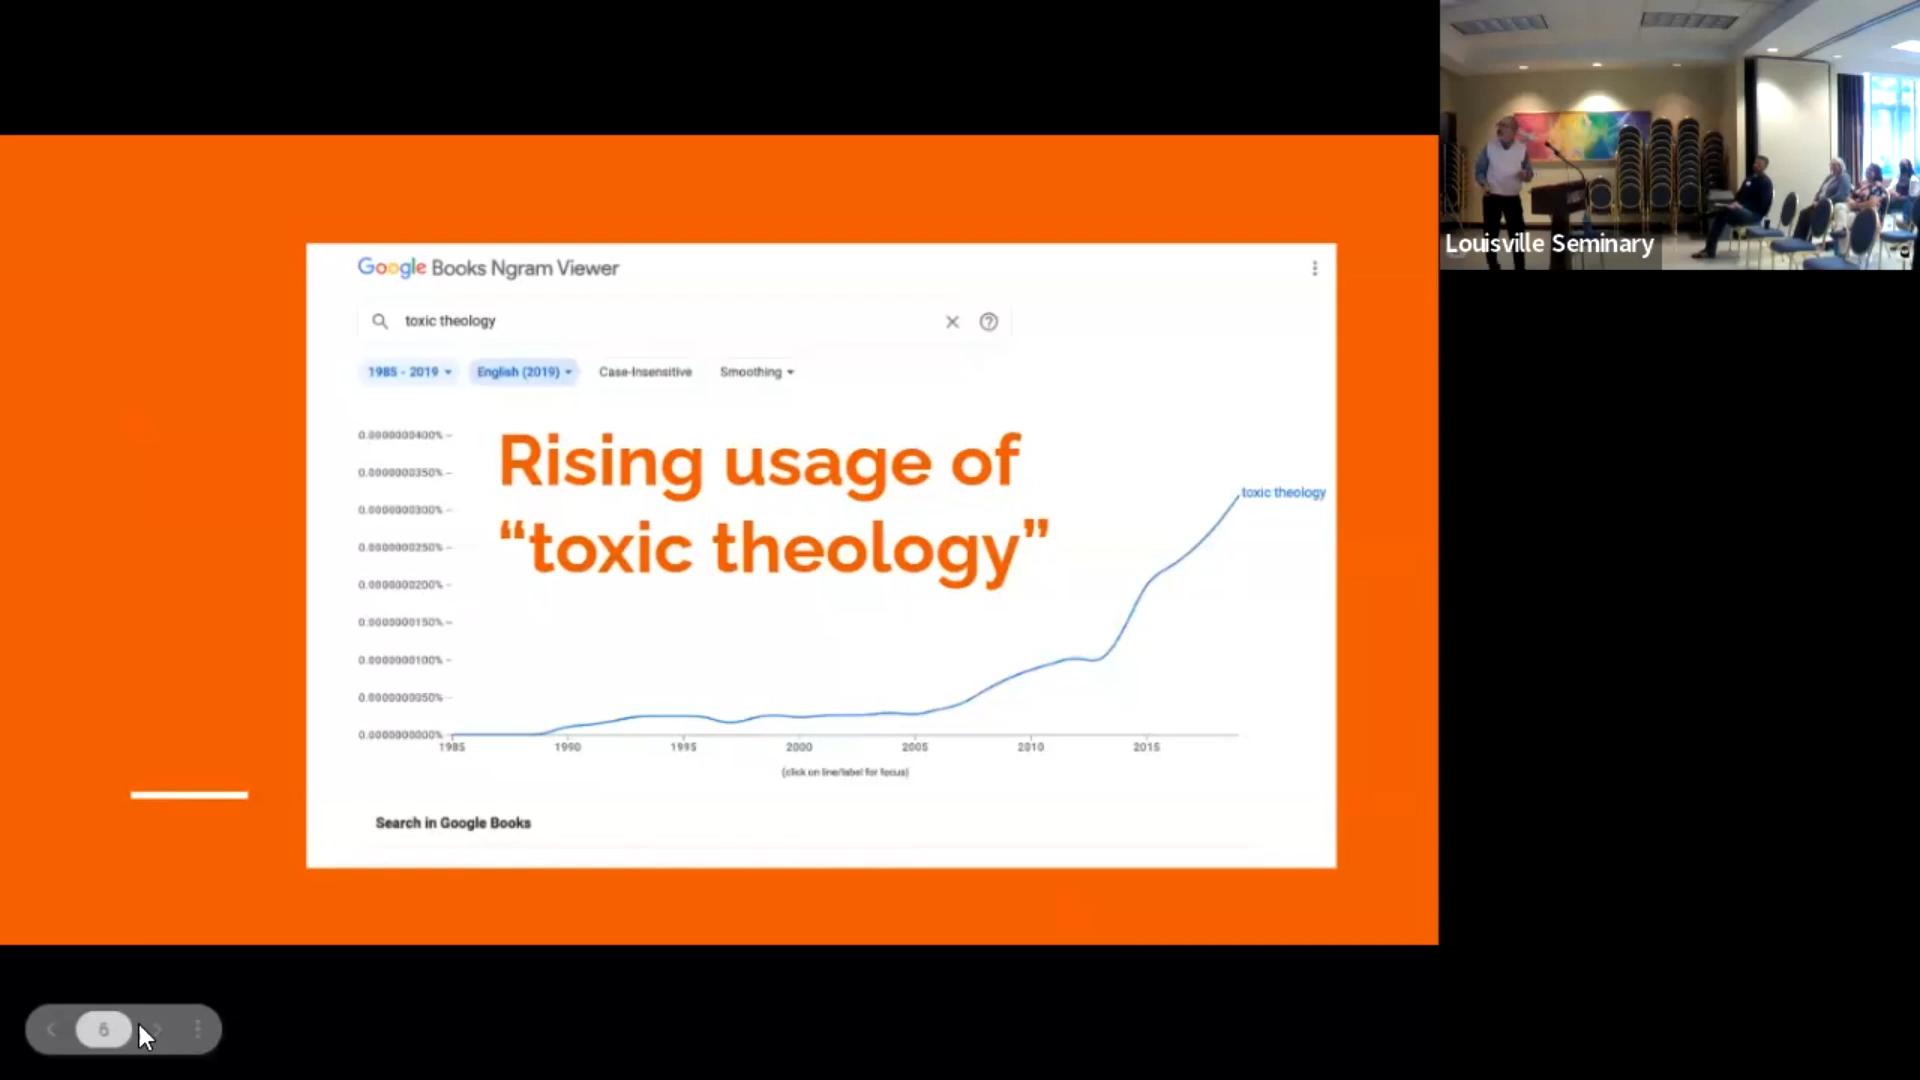 Google Books Ngram Viewer
toxic theology
1985 - 2019
English (2019)
Case-Insensitive
Smoothing
Rising usage of
“toxic theology”
0.0000000400%
0.0000000350%
0.0000000300%
0.0000000250%
0.0000000200%
0.0000000150%
0.0000000100%
0.0000000050%
0.0000000000%
toxic theology
1985
1990
1995
2000
2005
2010
2015
(click on line/label for focus)
Search in Google Books
Louisville Seminary
6